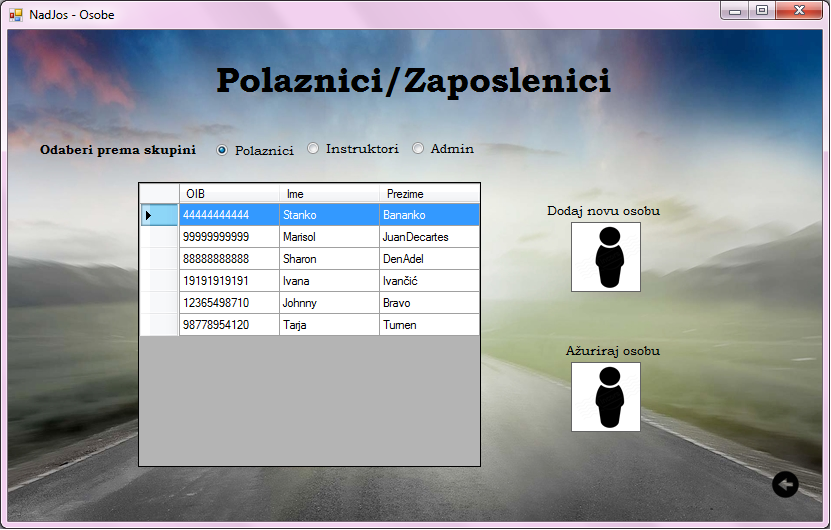 NadJos - Osobe
Polaznici/Zaposlenici
Odaberi prema skupini Polaznici Instruktori Admin
OIB Ime Prezime
44444444444 Stanko Bananko
99999999999 Marisol JuanDecartes
88888888888 Sharon DenAdel
19191919191 Ivana Ivančić
12365498710 Johnny Bravo
98778954120 Tarja Turnen
Dodaj novu osobu
Ažuriraj osobu